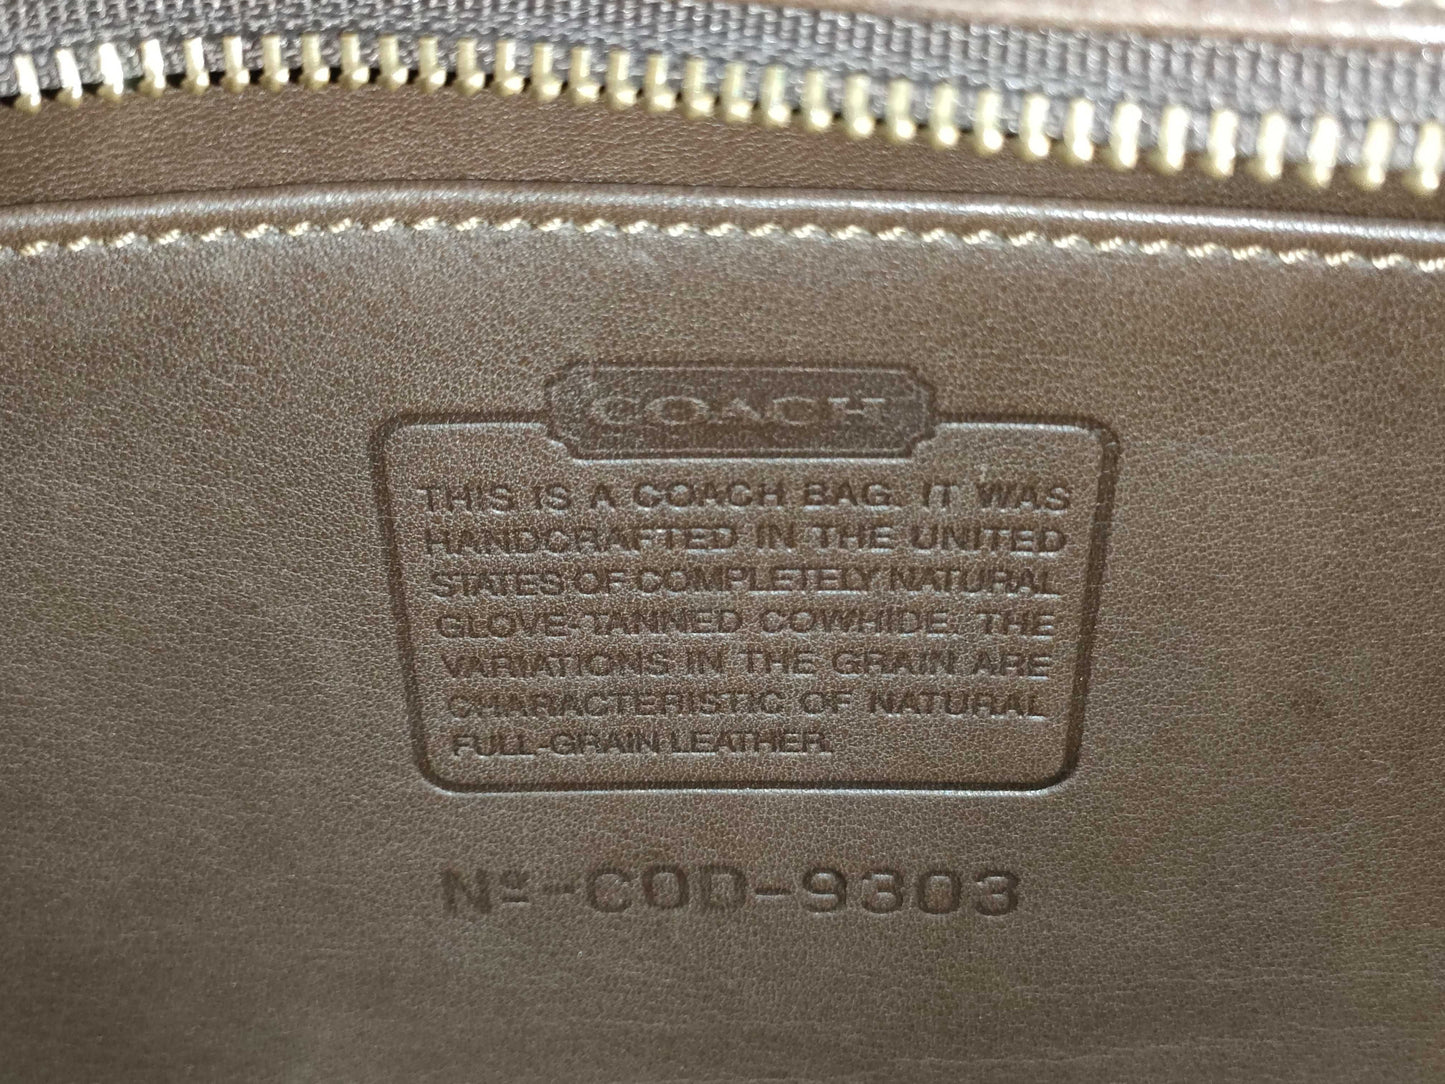 COACH
THIS IS A COACH BAG. IT WAS
HANDCRAFTED IN THE UNITED
STATES OF COMPLETELY NATURAL
GLOVE-TANNED COWHIDE. THE
VARIATIONS IN THE GRAIN ARE
CHARACTERISTIC OF NATURAL
FULL-GRAIN LEATHER.
Nº-COD-9303